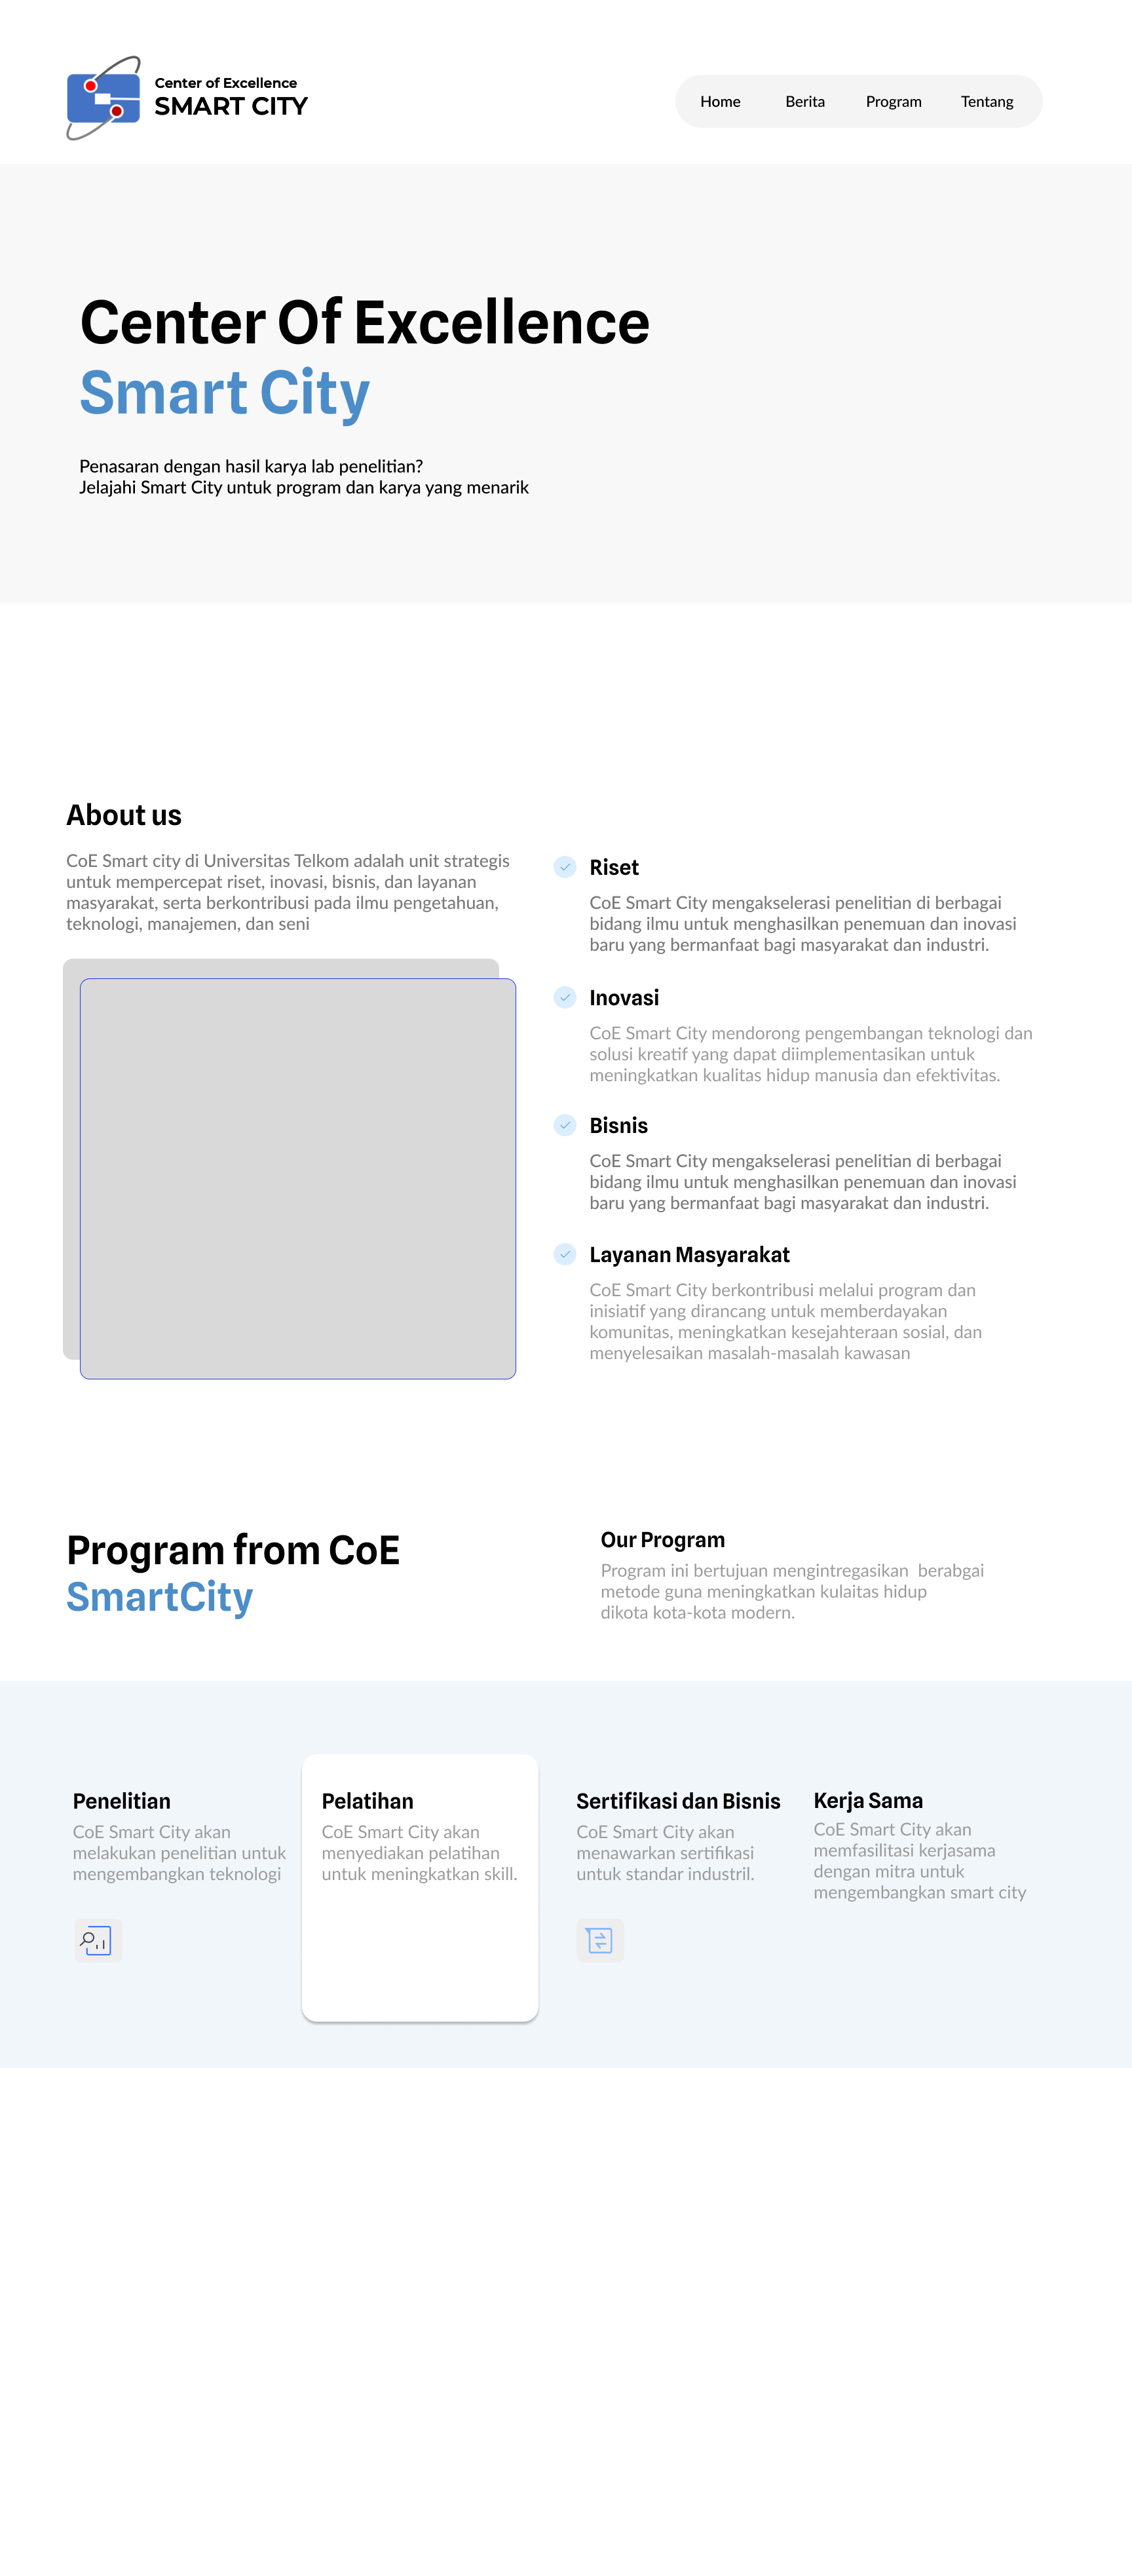 Center of Excellence
SMART CITY
Home
Berita
Program
Tentang
Center Of Excellence
Smart City
Penasaran dengan hasil karya lab penelitian?
Jelajahi Smart City untuk program dan karya yang menarik
About us
CoE Smart city di Universitas Telkom adalah unit strategis
untuk mempercepat riset, inovasi, bisnis, dan layanan
masyarakat, serta berkontribusi pada ilmu pengetahuan,
teknologi, manajemen, dan seni
Riset
CoE Smart City mengakselerasi penelitian di berbagai
bidang ilmu untuk menghasilkan penemuan dan inovasi
baru yang bermanfaat bagi masyarakat dan industri.
Inovasi
CoE Smart City mendorong pengembangan teknologi dan
solusi kreatif yang dapat diimplementasikan untuk
meningkatkan kualitas hidup manusia dan efektivitas.
Bisnis
CoE Smart City mengakselerasi penelitian di berbagai
bidang ilmu untuk menghasilkan penemuan dan inovasi
baru yang bermanfaat bagi masyarakat dan industri.
Layanan Masyarakat
CoE Smart City berkontribusi melalui program dan
inisiatif yang dirancang untuk memberdayakan
komunitas, meningkatkan kesejahteraan sosial, dan
menyelesaikan masalah-masalah kawasan
Program from CoE
SmartCity
Our Program
Program ini bertujuan mengintregasikan  berabgai
metode guna meningkatkan kulaitas hidup
dikota kota-kota modern.
Penelitian
CoE Smart City akan
melakukan penelitian untuk
mengembangkan teknologi
Pelatihan
CoE Smart City akan
menyediakan pelatihan
untuk meningkatkan skill.
Sertifikasi dan Bisnis
CoE Smart City akan
menawarkan sertifikasi
untuk standar industril.
Kerja Sama
CoE Smart City akan
memfasilitasi kerjasama
dengan mitra untuk
mengembangkan smart city